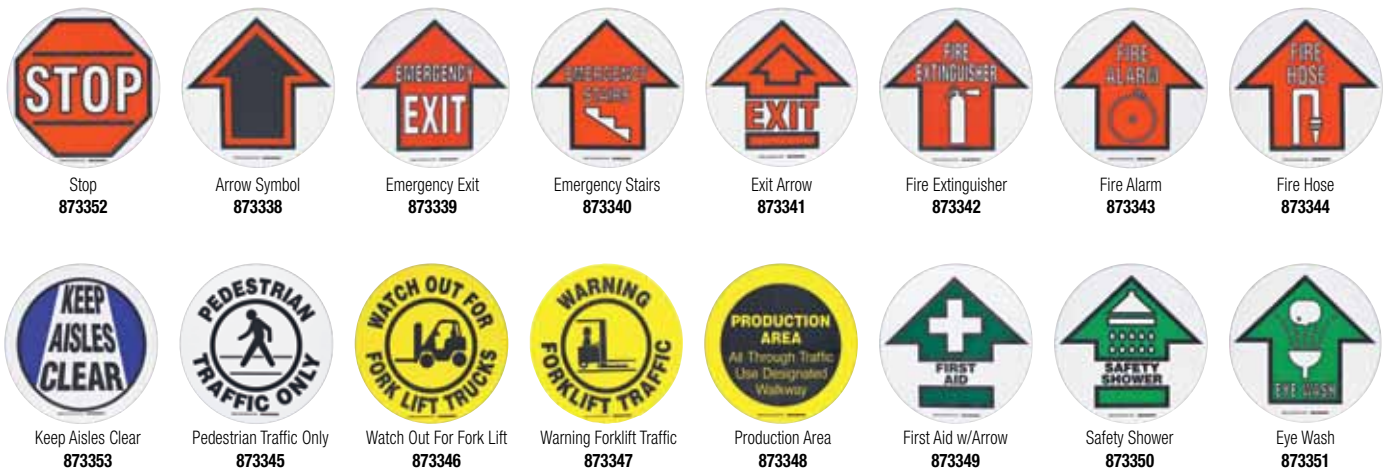 STOP
EMERGENCY
EXIT
EMERGENCY
STAIRS
EXIT
FIRE
EXTINGUISHER
FIRE
ALARM
FIRE
HOSE
Stop
873352
Arrow Symbol
873338
Emergency Exit
873339
Emergency Stairs
873340
Exit Arrow
873341
Fire Extinguisher
873342
Fire Alarm
873343
Fire Hose
873344
KEEP
AISLES
CLEAR
PEDESTRIAN
TRAFFIC ONLY
WATCH OUT FOR
FORK LIFT TRUCKS
WARNING
FORKLIFT TRAFFIC
PRODUCTION
AREA
All Through Traffic
Use Designated
Walkway
FIRST
AID
SAFETY
SHOWER
EYE WASH
Keep Aisles Clear
873353
Pedestrian Traffic Only
873345
Watch Out For Fork Lift
873346
Warning Forklift Traffic
873347
Production Area
873348
First Aid w/Arrow
873349
Safety Shower
873350
Eye Wash
873351